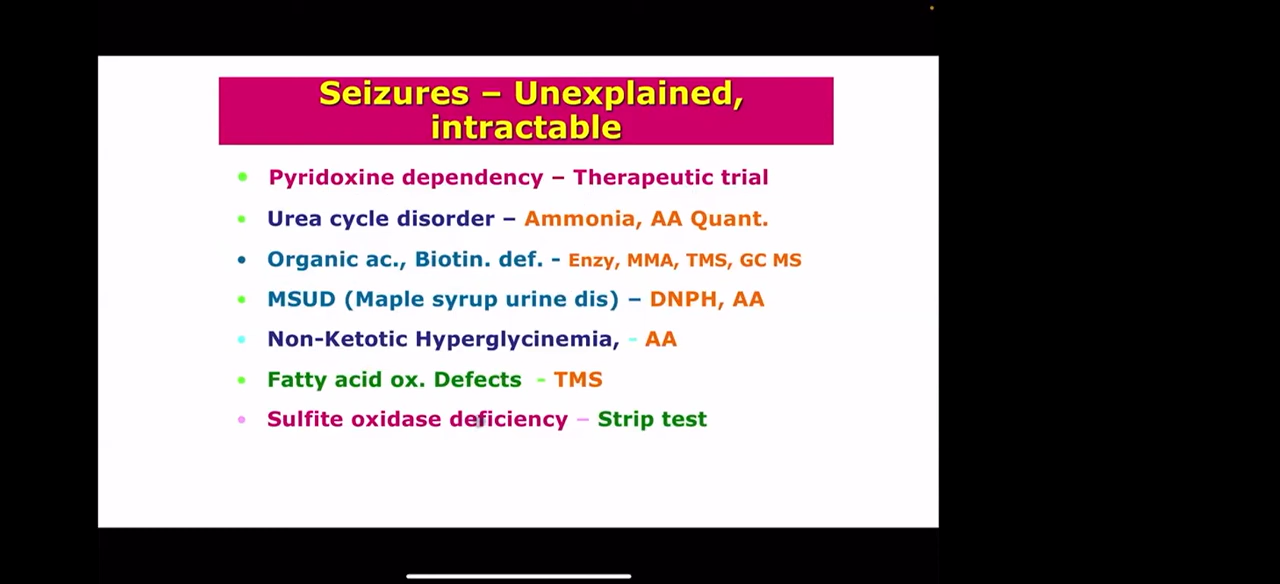 Seizures – Unexplained,
intractable
Pyridoxine dependency – Therapeutic trial
Urea cycle disorder – Ammonia, AA Quant.
Organic ac., Biotin. def. - Enzy, MMA, TMS, GC MS
MSUD (Maple syrup urine dis) – DNPH, AA
Non-Ketotic Hyperglycinemia, - AA
Fatty acid ox. Defects - TMS
Sulfite oxidase deficiency – Strip test